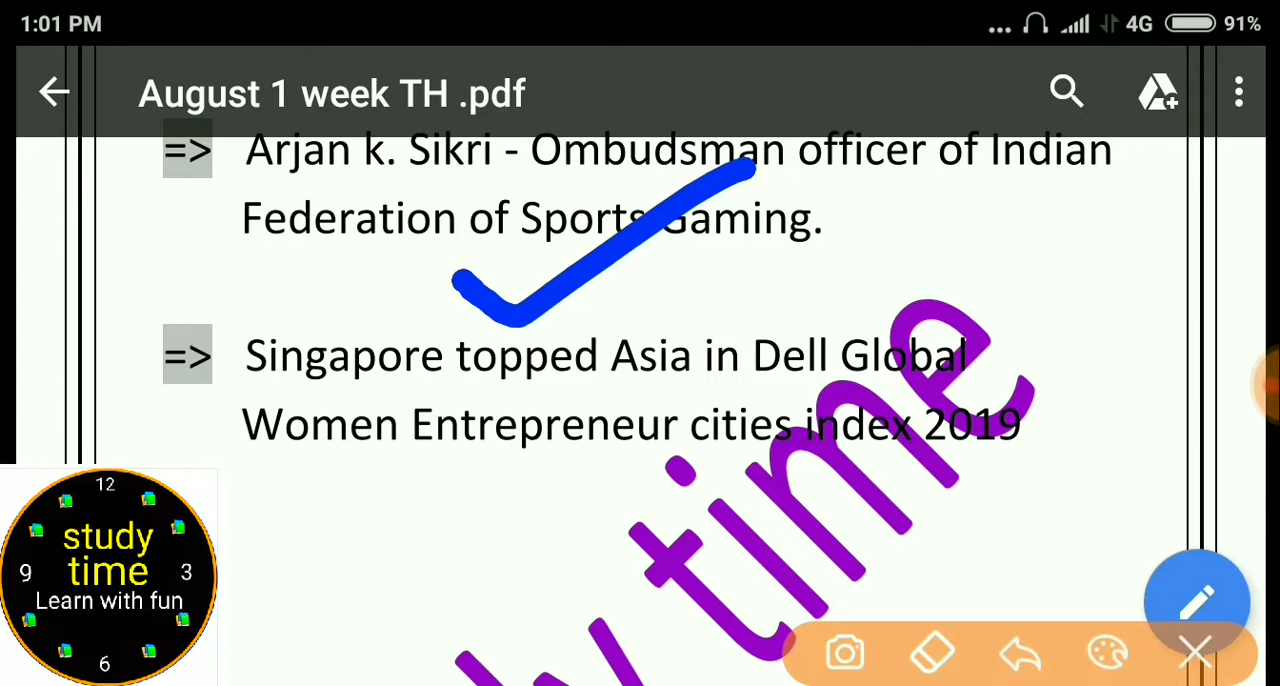 1:01 PM
4G 91%
August 1 week TH .pdf
=> Arjan k. Sikri - Ombudsman officer of Indian
Federation of Sports Gaming.
=> Singapore topped Asia in Dell Global
Women Entrepreneur cities index 2019
time
12
study
time
9
3
Learn with fun
6